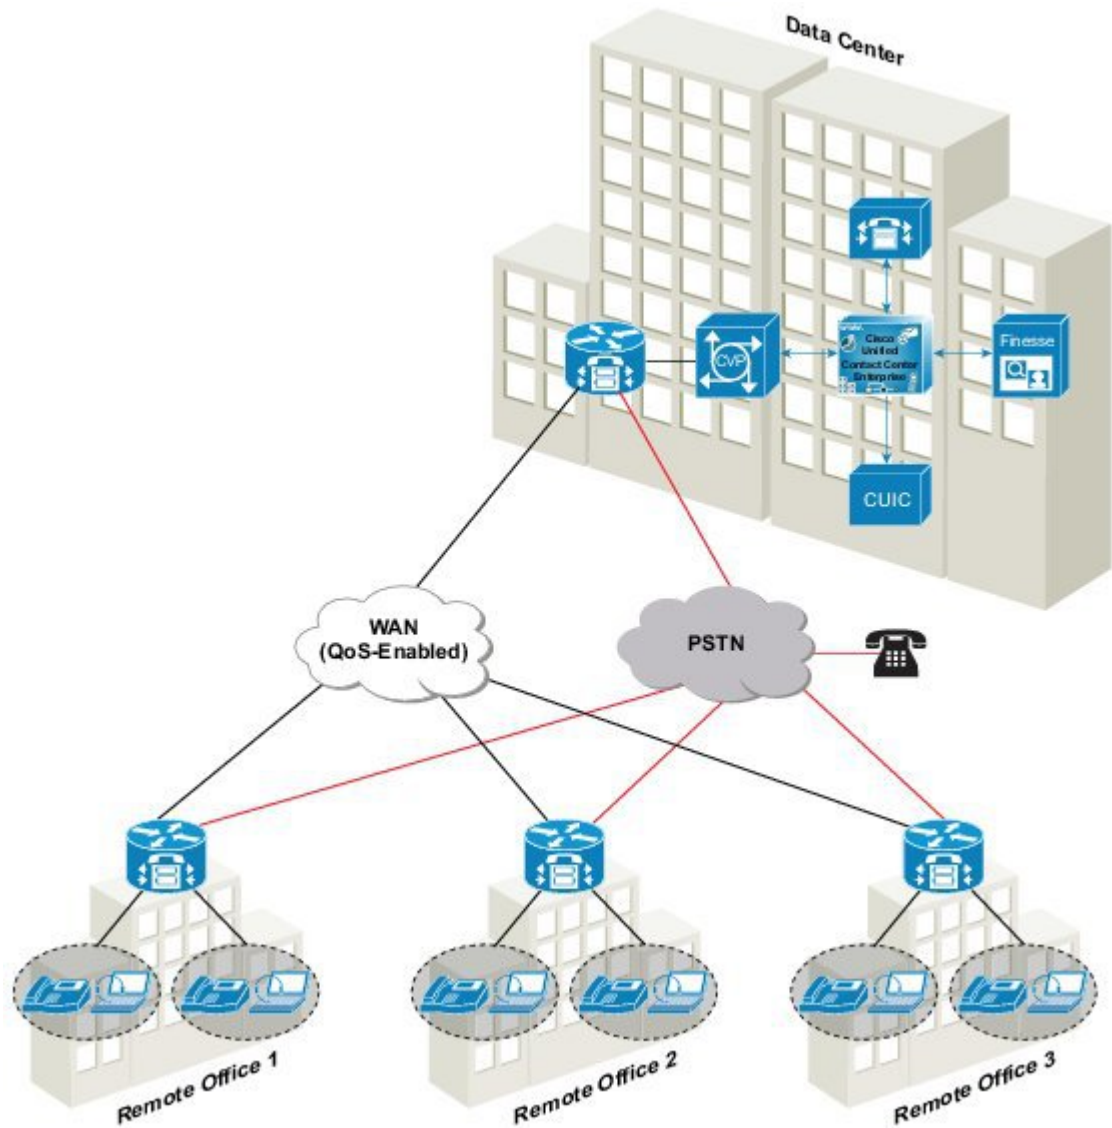 Data Center
CVP
Cisco
Unified
Contact Center
Enterprise
Finesse
CUIC
WAN
(QoS-Enabled)
PSTN
Remote Office 1
Remote Office 2
Remote Office 3